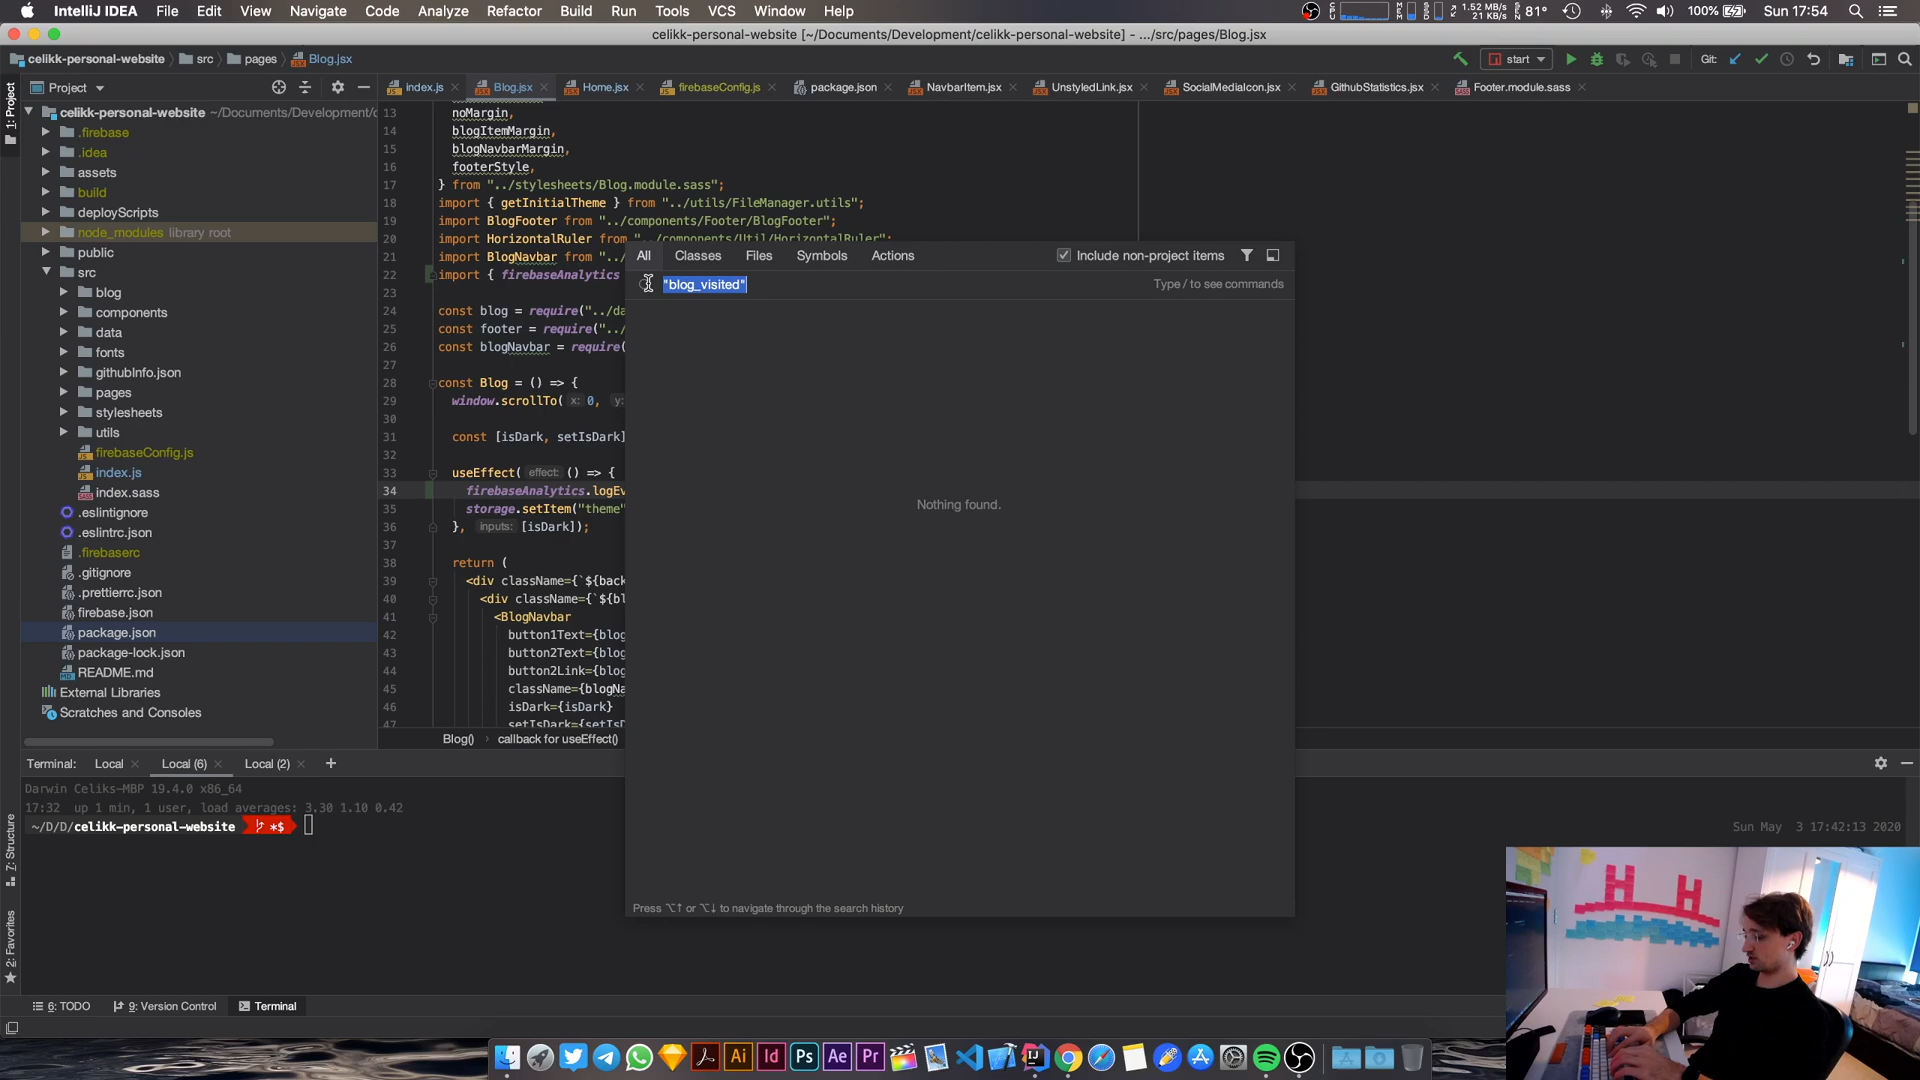 IntelliJ IDEA File Edit View Navigate Code Analyze Refactor Build Run Tools VCS Window Help
1.52 MB/s
21 KB/s
81° 100% Sun 17:54
celikk-personal-website [~/Documents/Development/celikk-personal-website] - .../src/pages/Blog.jsx
celikk-personal-website src pages Blog.jsx start Git:
Project
index.js Blog.jsx Home.jsx firebaseConfig.js package.json NavbarItem.jsx UnstyledLink.jsx SocialMediaIcon.jsx GithubStatistics.jsx Footer.module.sass
1: Project
celikk-personal-website ~/Documents/Development/c
.firebase
.idea
assets
build
deployScripts
node_modules library root
public
src
blog
components
data
fonts
githubInfo.json
pages
stylesheets
utils
firebaseConfig.js
index.js
index.sass
.eslintignore
.eslintrc.json
.firebaserc
.gitignore
.prettierrc.json
firebase.json
package.json
package-lock.json
README.md
External Libraries
Scratches and Consoles
13 noMargin,
14 blogItemMargin,
15 blogNavbarMargin,
16 footerStyle,
17 } from "../stylesheets/Blog.module.sass";
18 import { getInitialTheme } from "../utils/FileManager.utils";
19 import BlogFooter from "../components/Footer/BlogFooter";
20 import HorizontalRuler from "../components/Util/HorizontalRuler";
21 import BlogNavbar from "../
22 import { firebaseAnalytics
23
24 const blog = require("../da
25 const footer = require("../
26 const blogNavbar = require(
27
28 const Blog = () => {
29 window.scrollTo( x: 0, y:
30
31 const [isDark, setIsDark]
32
33 useEffect( effect: () => {
34 firebaseAnalytics.logEv
35 storage.setItem("theme"
36 }, inputs: [isDark]);
37
38 return (
39 <div className={`${back
40 <div className={`${bl
41 <BlogNavbar
42 button1Text={blog
43 button2Text={blog
44 button2Link={blog
45 className={blogNa
46 isDark={isDark}
47 setIsDark={setIsD
Blog() › callback for useEffect()
All Classes Files Symbols Actions Include non-project items
"blog_visited" Type / to see commands
Nothing found.
Press ⌥↑ or ⌥↓ to navigate through the search history
Terminal: Local Local (6) Local (2) +
Darwin Celiks-MBP 19.4.0 x86_64
17:32 up 1 min, 1 user, load averages: 3.30 1.10 0.42
~/D/D/celikk-personal-website *$
Sun May 3 17:42:13 2020
7: Structure
2: Favorites
6: TODO 9: Version Control Terminal
Ai Id Ps Ae Pr IJ